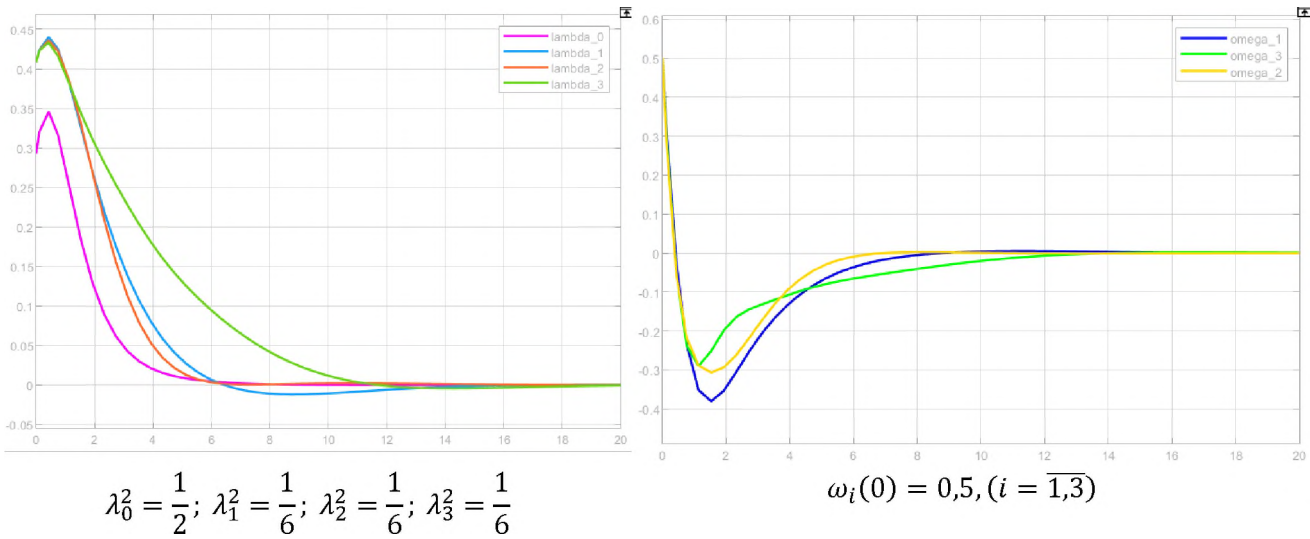 0.45
0.4
0.35
0.3
0.25
0.2
0.15
0.1
0.05
0
-0.05
0 2 4 6 8 10 12 14 16 18 20
lambda_0
lambda_1
lambda_2
lambda_3
λ₀² = 1/2; λ₁² = 1/6; λ₂² = 1/6; λ₃² = 1/6
0.6
0.5
0.4
0.3
0.2
0.1
0
-0.1
-0.2
-0.3
-0.4
0 2 4 6 8 10 12 14 16 18 20
omega_1
omega_3
omega_2
ωᵢ(0) = 0,5, (i = 1,3)